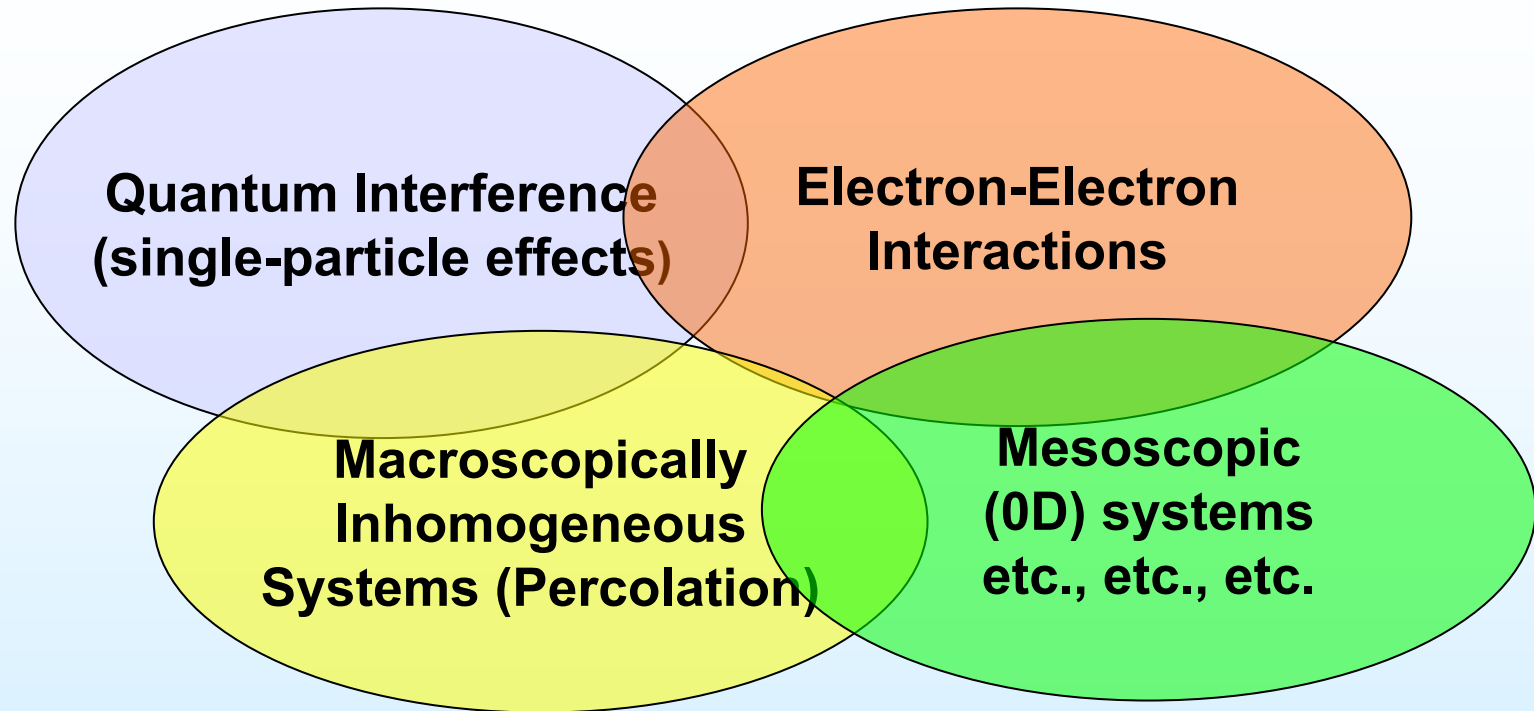 Quantum Interference
(single-particle effects)
Electron-Electron
Interactions
Macroscopically
Inhomogeneous
Systems (Percolation)
Mesoscopic
(0D) systems
etc., etc., etc.